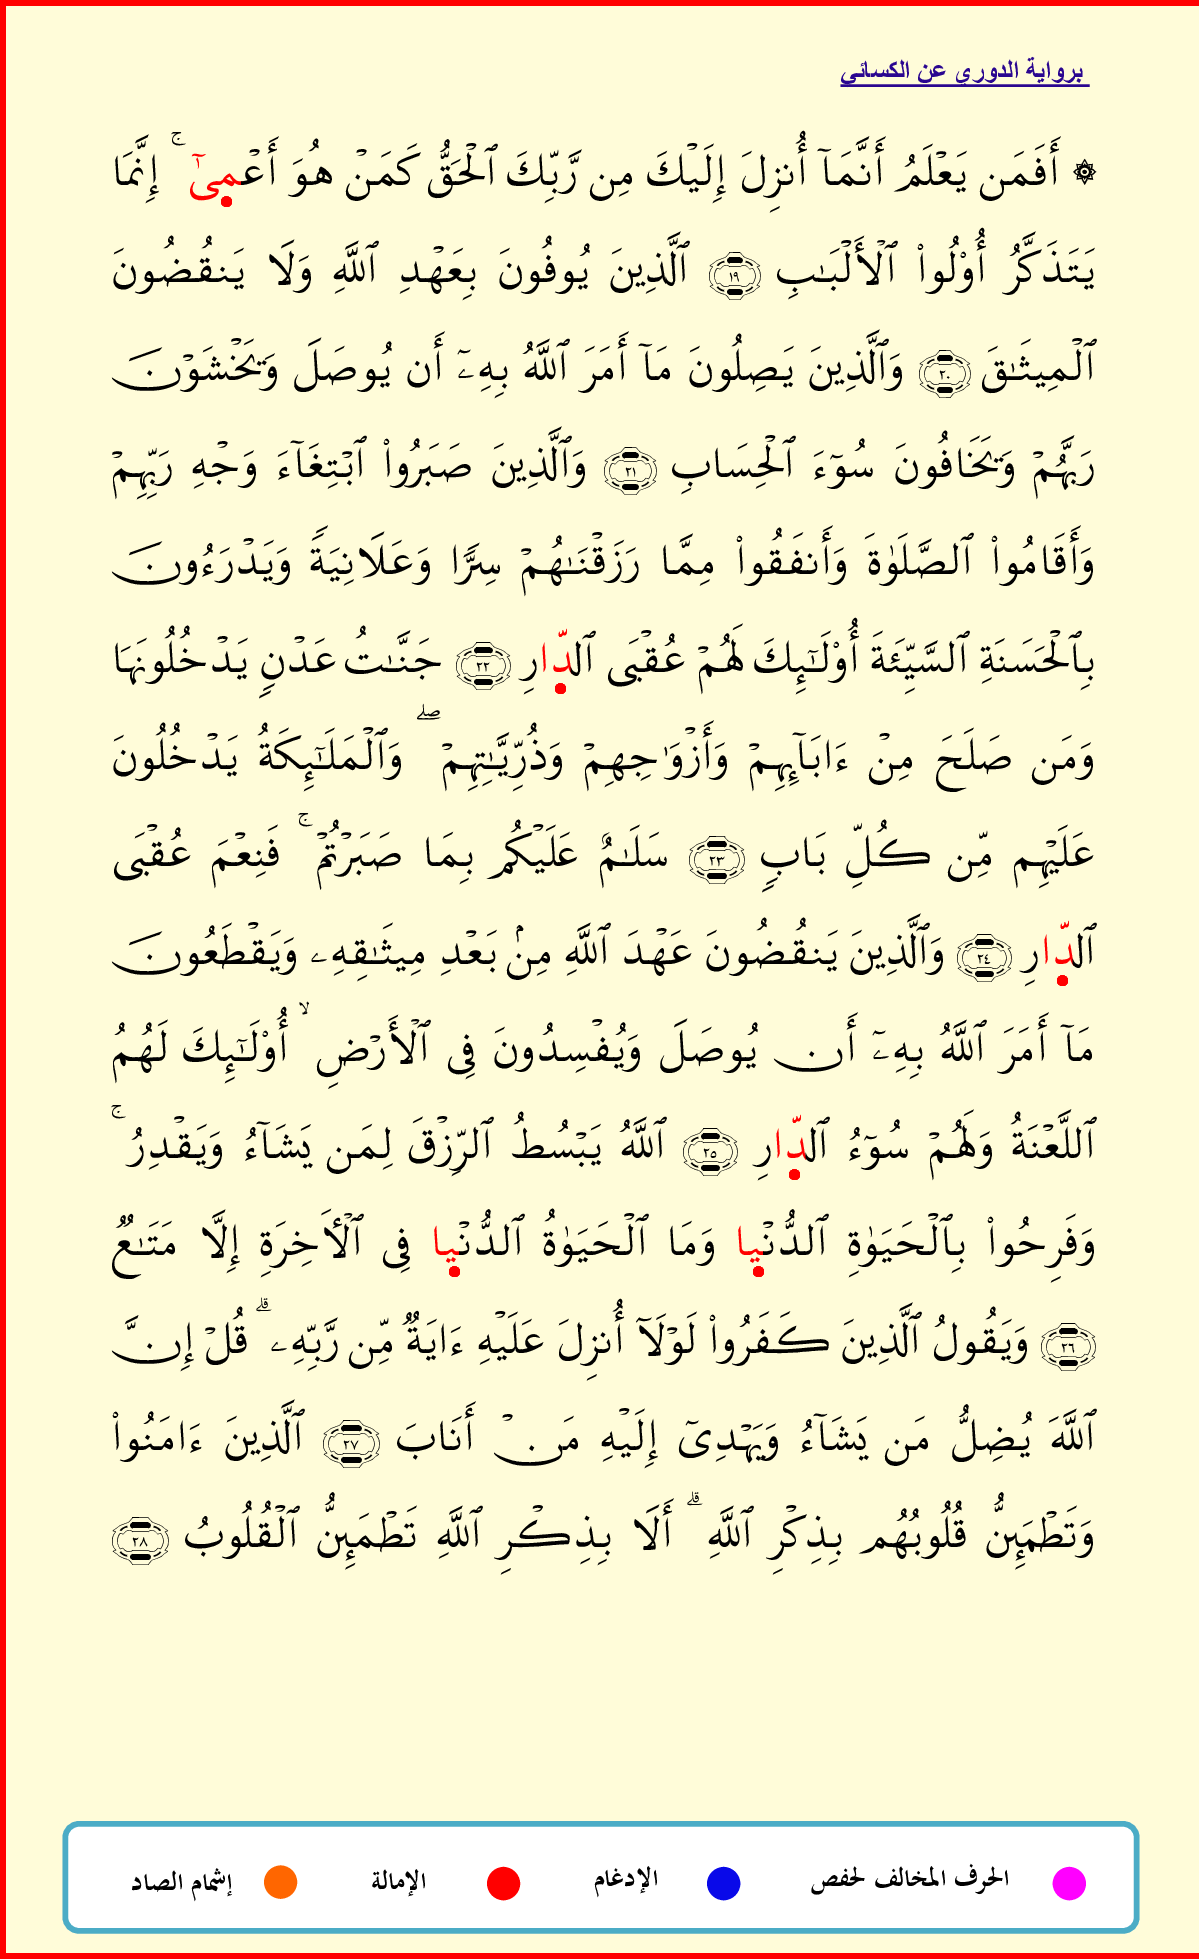 برواية الدوري عن الكسائي
۞ أَفَمَن يَعْلَمُ أَنَّمَآ أُنزِلَ إِلَيْكَ مِن رَّبِّكَ ٱلْحَقُّ كَمَنْ هُوَ أَعْمِىٰٓ ۚ إِنَّمَا
يَتَذَكَّرُ أُو۟لُوا۟ ٱلْأَلْبَـٰبِ ١٩ ٱلَّذِينَ يُوفُونَ بِعَهْدِ ٱللَّهِ وَلَا يَنقُضُونَ
ٱلْمِيثَـٰقَ ٢٠ وَٱلَّذِينَ يَصِلُونَ مَآ أَمَرَ ٱللَّهُ بِهِۦٓ أَن يُوصَلَ وَيَخْشَوْنَ
رَبَّهُمْ وَيَخَافُونَ سُوٓءَ ٱلْحِسَابِ ٢١ وَٱلَّذِينَ صَبَرُوا۟ ٱبْتِغَآءَ وَجْهِ رَبِّهِمْ
وَأَقَامُوا۟ ٱلصَّلَوٰةَ وَأَنفَقُوا۟ مِمَّا رَزَقْنَـٰهُمْ سِرًّا وَعَلَانِيَةً وَيَدْرَءُونَ
بِٱلْحَسَنَةِ ٱلسَّيِّئَةَ أُو۟لَـٰٓئِكَ لَهُمْ عُقْبَى ٱلدِّارِ ٢٢ جَنَّـٰتُ عَدْنٍ يَدْخُلُونَهَا
وَمَن صَلَحَ مِنْ ءَابَآئِهِمْ وَأَزْوَٰجِهِمْ وَذُرِّيَّـٰتِهِمْ ۖ وَٱلْمَلَـٰٓئِكَةُ يَدْخُلُونَ
عَلَيْهِم مِّن كُلِّ بَابٍ ٢٣ سَلَـٰمٌ عَلَيْكُم بِمَا صَبَرْتُمْ ۚ فَنِعْمَ عُقْبَى
ٱلدِّارِ ٢٤ وَٱلَّذِينَ يَنقُضُونَ عَهْدَ ٱللَّهِ مِنۢ بَعْدِ مِيثَـٰقِهِۦ وَيَقْطَعُونَ
مَآ أَمَرَ ٱللَّهُ بِهِۦٓ أَن يُوصَلَ وَيُفْسِدُونَ فِى ٱلْأَرْضِ ۙ أُو۟لَـٰٓئِكَ لَهُمُ
ٱللَّعْنَةُ وَلَهُمْ سُوٓءُ ٱلدِّارِ ٢٥ ٱللَّهُ يَبْسُطُ ٱلرِّزْقَ لِمَن يَشَآءُ وَيَقْدِرُ ۚ
وَفَرِحُوا۟ بِٱلْحَيَوٰةِ ٱلدُّنْيِا وَمَا ٱلْحَيَوٰةُ ٱلدُّنْيِا فِى ٱلْأَخِرَةِ إِلَّا مَتَـٰعٌ
٢٦ وَيَقُولُ ٱلَّذِينَ كَفَرُوا۟ لَوْلَآ أُنزِلَ عَلَيْهِ ءَايَةٌ مِّن رَّبِّهِۦ ۗ قُلْ إِنَّ
ٱللَّهَ يُضِلُّ مَن يَشَآءُ وَيَهْدِىٓ إِلَيْهِ مَنْ أَنَابَ ٢٧ ٱلَّذِينَ ءَامَنُوا۟
وَتَطْمَئِنُّ قُلُوبُهُم بِذِكْرِ ٱللَّهِ ۗ أَلَا بِذِكْرِ ٱللَّهِ تَطْمَئِنُّ ٱلْقُلُوبُ ٢٨
الحرف المخالف لحفص الإدغام الإمالة إشمام الصاد